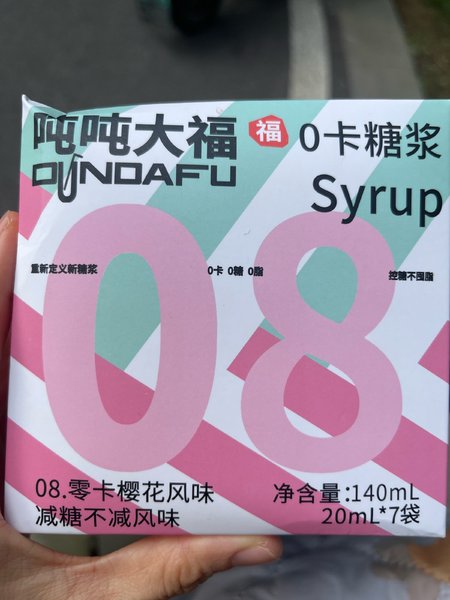 吨吨大福
DUNDAFU
福
0卡糖浆
Syrup
08
重新定义新糖浆
0卡 0糖 0脂
控糖不囤脂
08.零卡樱花风味
减糖不减风味
净含量:140mL
20mL*7袋